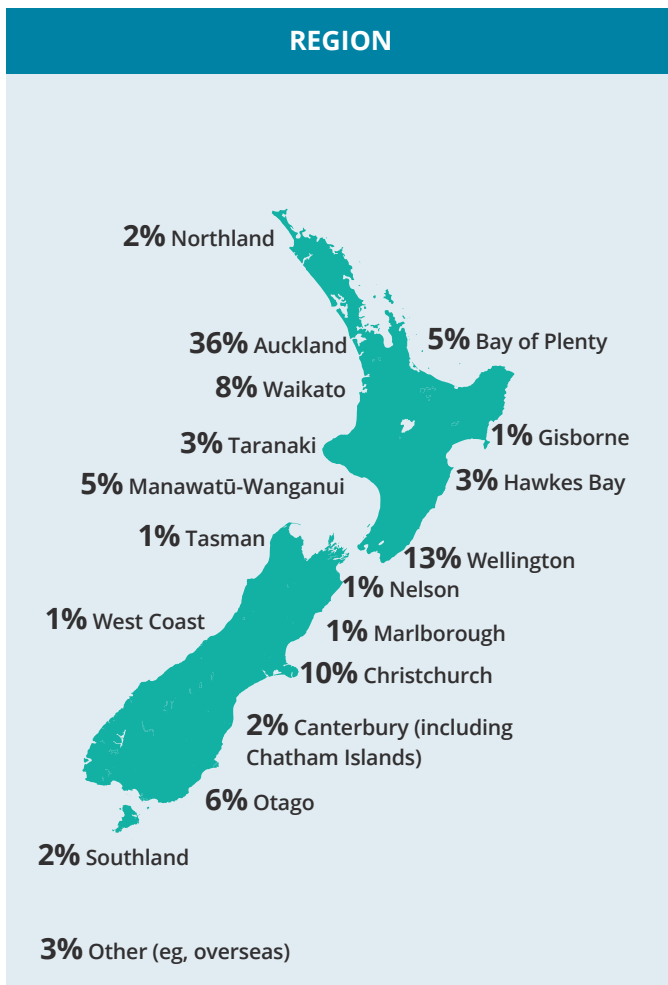 REGION
2% Northland
36% Auckland
5% Bay of Plenty
8% Waikato
3% Taranaki
1% Gisborne
5% Manawatū-Wanganui
3% Hawkes Bay
1% Tasman
13% Wellington
1% Nelson
1% West Coast
1% Marlborough
10% Christchurch
2% Canterbury (including
Chatham Islands)
6% Otago
2% Southland
3% Other (eg, overseas)